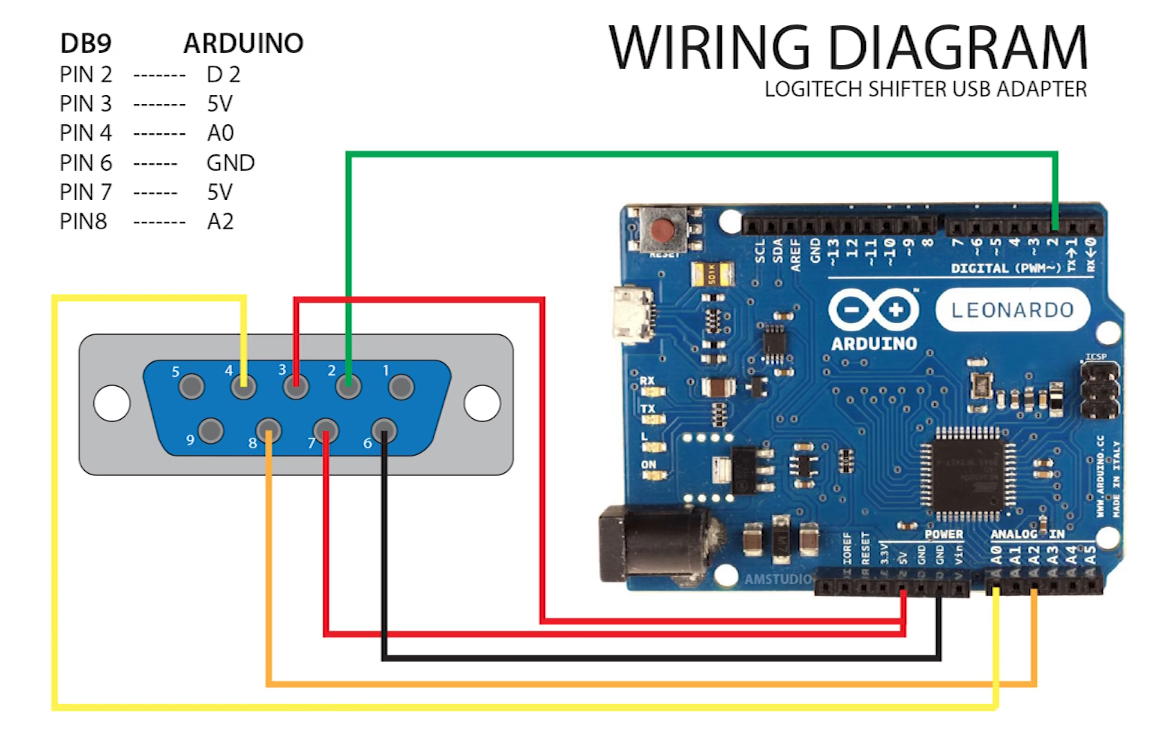 DB9 ARDUINO
PIN 2 ------- D 2
PIN 3 ------- 5V
PIN 4 ------- A0
PIN 6 ------ GND
PIN 7 ------ 5V
PIN8 ------- A2
WIRING DIAGRAM
LOGITECH SHIFTER USB ADAPTER
5 4 3 2 1
9 8 7 6
RESET
SCL SDA AREF GND ~13 12 ~11 ~10 ~9 8 7 ~6 ~5 4 ~3 2 TX→1 RX←0
DIGITAL (PWM~)
501K
ARDUINO
™
LEONARDO
ICSP
RX
TX
L
ON
WWW.ARDUINO.CC
MADE IN ITALY
POWER ANALOG IN
IOREF RESET 3.3V 5V GND GND Vin A0 A1 A2 A3 A4 A5
AMSTUDIO